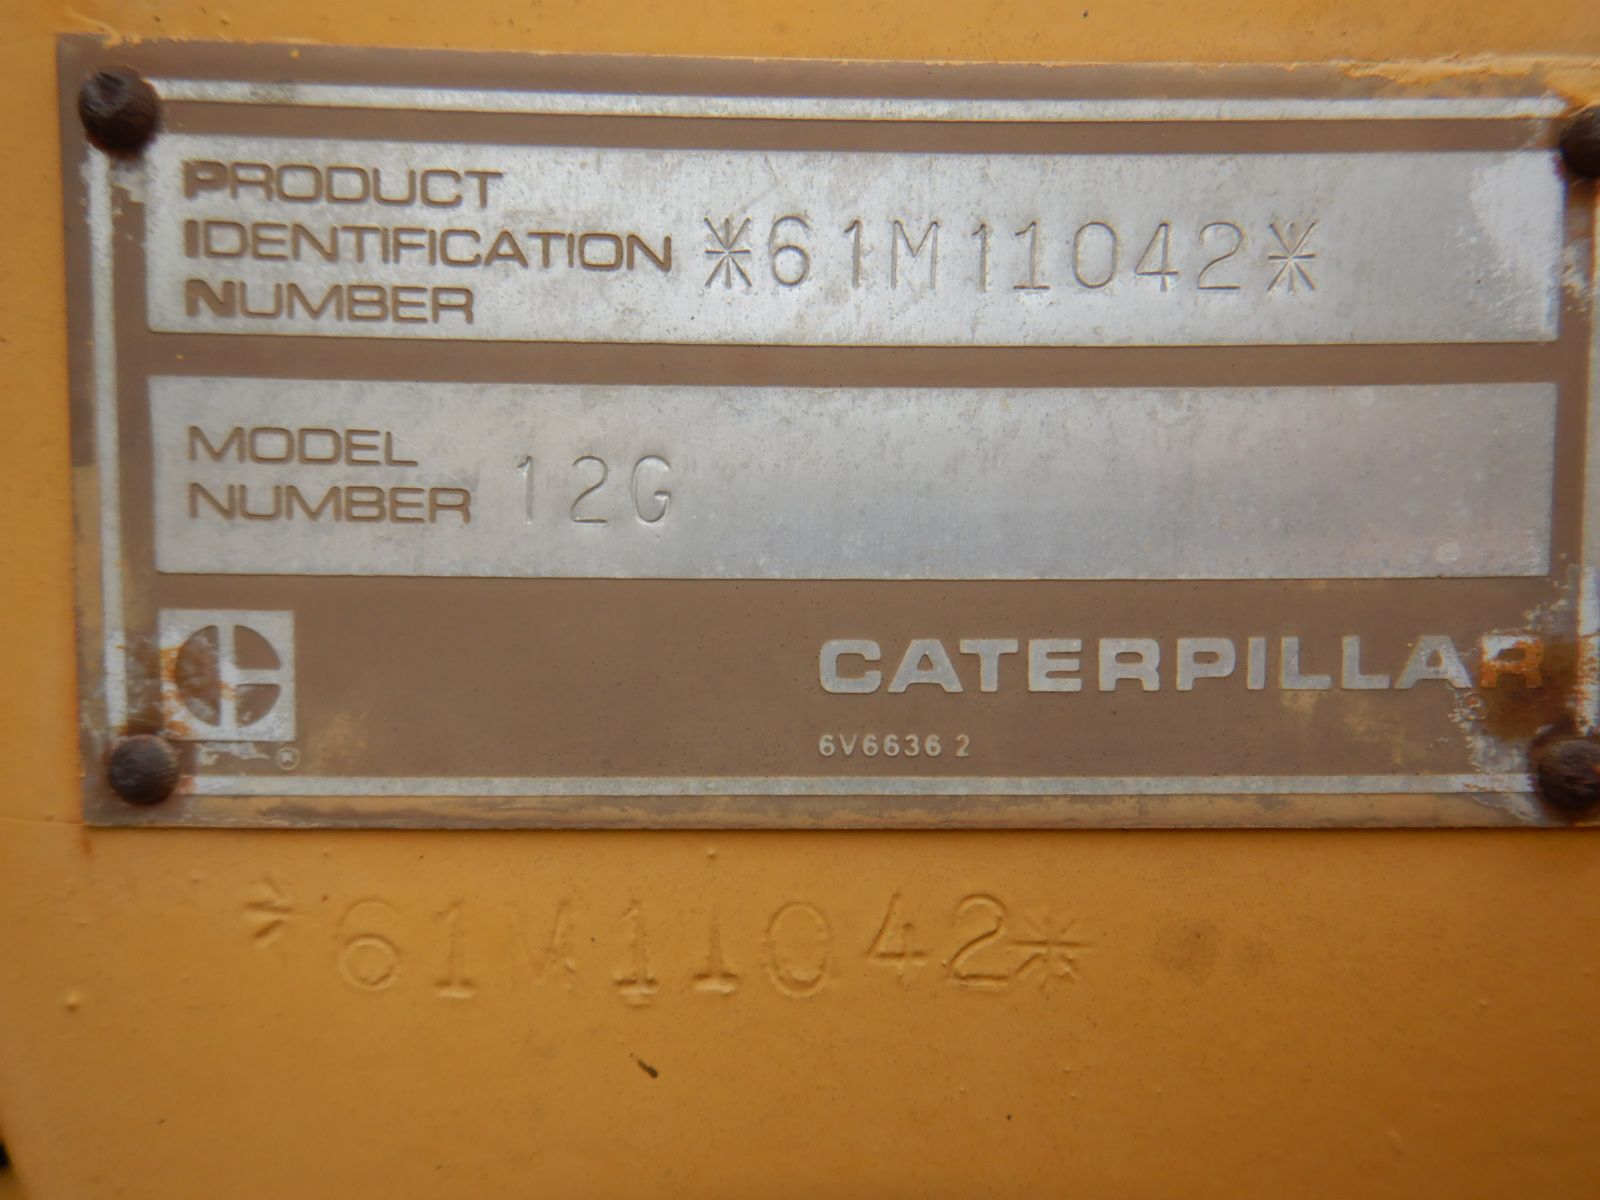 PRODUCT
IDENTIFICATION *61M11042*
NUMBER
MODEL
NUMBER 12G
®
CATERPILLAR
®
6V6636 2
*61M11042*